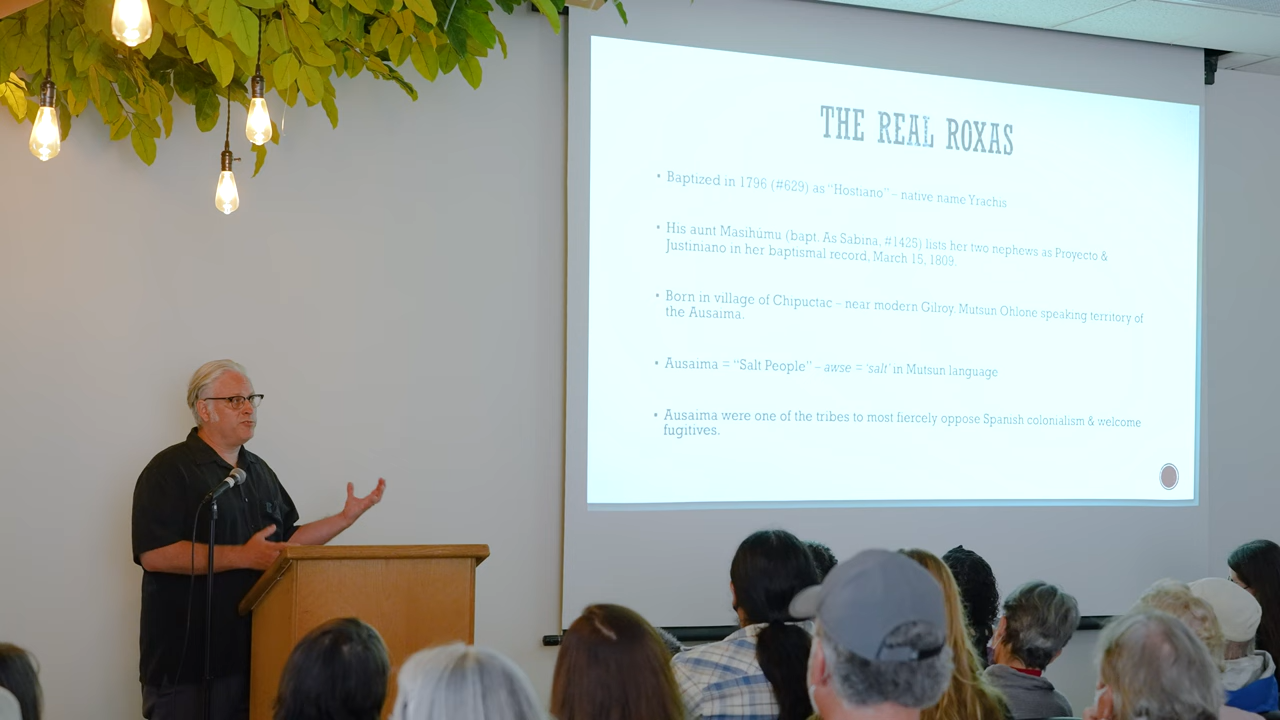 THE REAL ROXAS
• Baptized in 1796 (#629) as "Hostiano" – native name Yrachis
• His aunt Masihúmu (bapt. As Sabina, #1425) lists her two nephews as Proyecto &
Justiniano in her baptismal record, March 15, 1809.
• Born in village of Chipuctac – near modern Gilroy. Mutsun Ohlone speaking territory of
the Ausaima.
• Ausaima = "Salt People" – awse = 'salt' in Mutsun language
• Ausaima were one of the tribes to most fiercely oppose Spanish colonialism & welcome
fugitives.